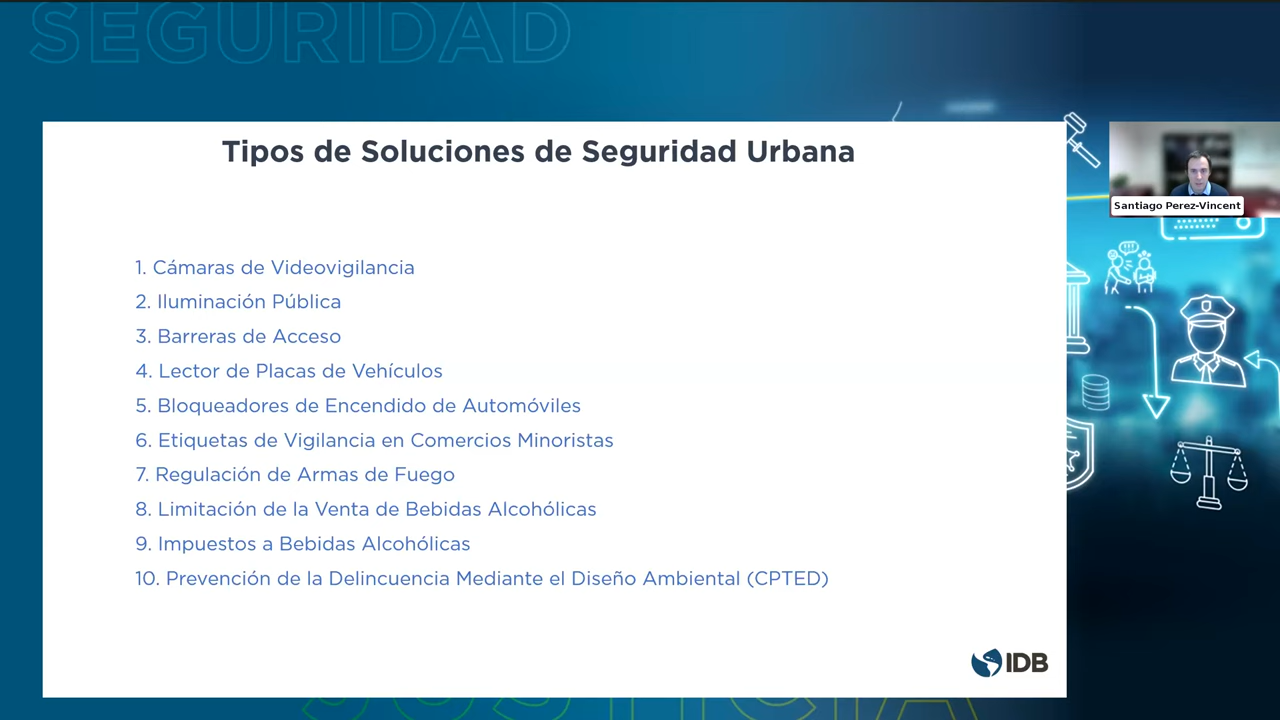 SEGURIDAD
Tipos de Soluciones de Seguridad Urbana
Santiago Perez-Vincent
1. Cámaras de Videovigilancia
2. Iluminación Pública
3. Barreras de Acceso
4. Lector de Placas de Vehículos
5. Bloqueadores de Encendido de Automóviles
6. Etiquetas de Vigilancia en Comercios Minoristas
7. Regulación de Armas de Fuego
8. Limitación de la Venta de Bebidas Alcohólicas
9. Impuestos a Bebidas Alcohólicas
10. Prevención de la Delincuencia Mediante el Diseño Ambiental (CPTED)
IDB
JUSTICIA